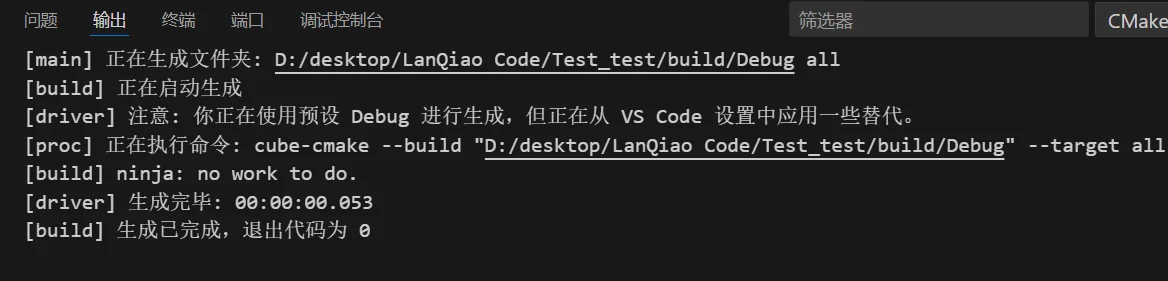 问题 输出 终端 端口 调试控制台 筛选器 CMake
[main] 正在生成文件夹: D:/desktop/LanQiao Code/Test_test/build/Debug all
[build] 正在启动生成
[driver] 注意: 你正在使用预设 Debug 进行生成，但正在从 VS Code 设置中应用一些替代。
[proc] 正在执行命令: cube-cmake --build "D:/desktop/LanQiao Code/Test_test/build/Debug" --target all
[build] ninja: no work to do.
[driver] 生成完毕: 00:00:00.053
[build] 生成已完成，退出代码为 0